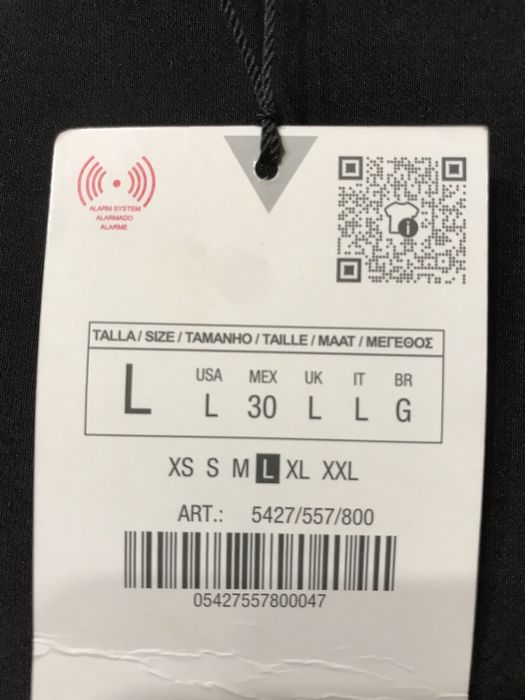 ALARM SYSTEM
ALARMADO
ALARME
i
TALLA / SIZE / TAMANHO / TAILLE / MAAT / ΜΕΓΕΘΟΣ
L
USA MEX UK IT BR
L 30 L L G
XS S M L XL XXL
ART.: 5427/557/800
05427557800047